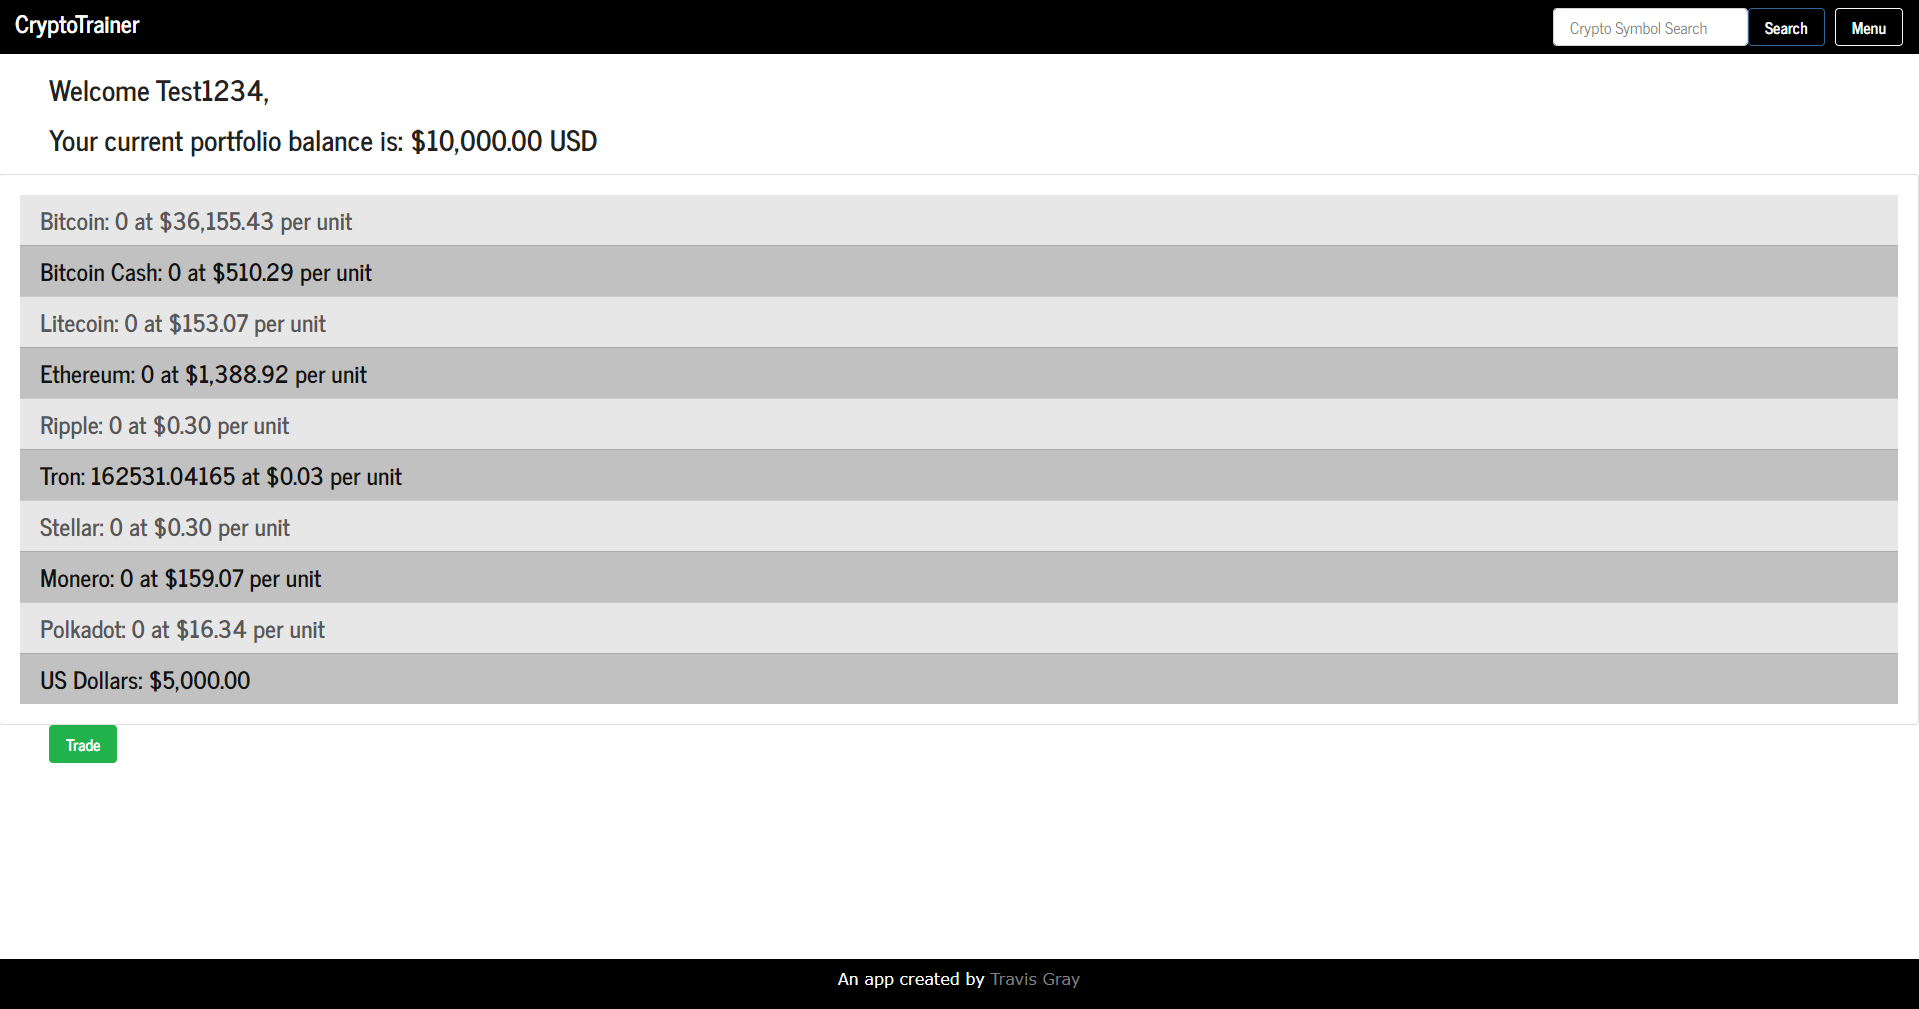 CryptoTrainer
Crypto Symbol Search
Search
Menu
Welcome Test1234,
Your current portfolio balance is: $10,000.00 USD
Bitcoin: 0 at $36,155.43 per unit
Bitcoin Cash: 0 at $510.29 per unit
Litecoin: 0 at $153.07 per unit
Ethereum: 0 at $1,388.92 per unit
Ripple: 0 at $0.30 per unit
Tron: 162531.04165 at $0.03 per unit
Stellar: 0 at $0.30 per unit
Monero: 0 at $159.07 per unit
Polkadot: 0 at $16.34 per unit
US Dollars: $5,000.00
Trade
An app created by Travis Gray